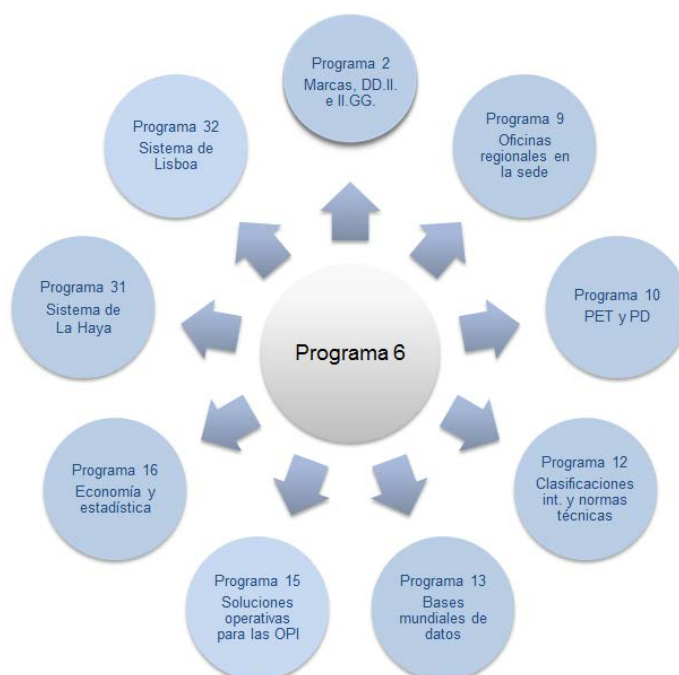 Programa 2
Marcas, DD.II.
e II.GG.
Programa 9
Oficinas
regionales en
la sede
Programa 10
PET y PD
Programa 12
Clasificaciones
int. y normas
técnicas
Programa 13
Bases
mundiales de
datos
Programa 15
Soluciones
operativas
para las OPI
Programa 16
Economía y
estadística
Programa 31
Sistema de
La Haya
Programa 32
Sistema de
Lisboa
Programa 6